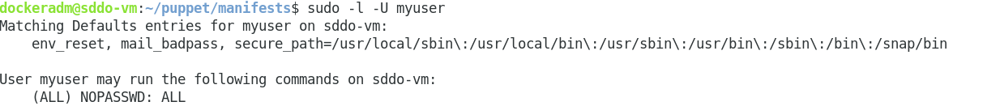 dockeradm@sddo-vm:~/puppet/manifests$ sudo -l -U myuser
Matching Defaults entries for myuser on sddo-vm:
    env_reset, mail_badpass, secure_path=/usr/local/sbin\:/usr/local/bin\:/usr/sbin\:/usr/bin\:/sbin\:/bin\:/snap/bin

User myuser may run the following commands on sddo-vm:
    (ALL) NOPASSWD: ALL